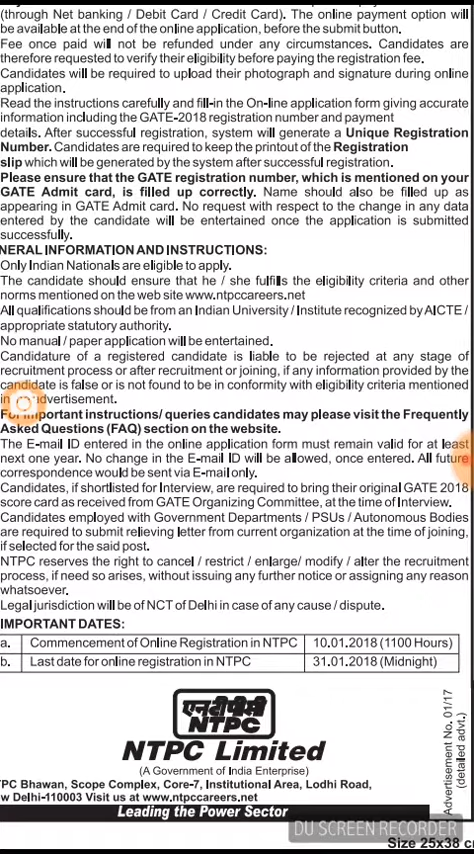 (through Net banking / Debit Card / Credit Card). The online payment option will
be available at the end of the online application, before the submit button.
Fee once paid will not be refunded under any circumstances. Candidates are
therefore requested to verify their eligibility before paying the registration fee.
Candidates will be required to upload their photograph and signature during online
application.
Read the instructions carefully and fill-in the On-line application form giving accurate
information including the GATE-2018 registration number and payment
details. After successful registration, system will generate a Unique Registration
Number. Candidates are required to keep the printout of the Registration
slip which will be generated by the system after successful registration.
Please ensure that the GATE registration number, which is mentioned on your
GATE Admit card, is filled up correctly. Name should also be filled up as
appearing in GATE Admit card. No request with respect to the change in any data
entered by the candidate will be entertained once the application is submitted
successfully.
NERAL INFORMATION AND INSTRUCTIONS:
Only Indian Nationals are eligible to apply.
The candidate should ensure that he / she fulfills the eligibility criteria and other
norms mentioned on the web site www.ntpccareers.net
All qualifications should be from an Indian University / Institute recognized by AICTE /
appropriate statutory authority.
No manual / paper application will be entertained.
Candidature of a registered candidate is liable to be rejected at any stage of
recruitment process or after recruitment or joining, if any information provided by the
candidate is false or is not found to be in conformity with eligibility criteria mentioned
in advertisement.
For important instructions/ queries candidates may please visit the Frequently
Asked Questions (FAQ) section on the website.
The E-mail ID entered in the online application form must remain valid for at least
next one year. No change in the E-mail ID will be allowed, once entered. All future
correspondence would be sent via E-mail only.
Candidates, if shortlisted for Interview, are required to bring their original GATE 2018
score card as received from GATE Organizing Committee, at the time of Interview.
Candidates employed with Government Departments / PSUs / Autonomous Bodies
are required to submit relieving letter from current organization at the time of joining,
if selected for the said post.
NTPC reserves the right to cancel / restrict / enlarge/ modify / alter the recruitment
process, if need so arises, without issuing any further notice or assigning any reason
whatsoever.
Legal jurisdiction will be of NCT of Delhi in case of any cause / dispute.
IMPORTANT DATES:
a. Commencement of Online Registration in NTPC 10.01.2018 (1100 Hours)
b. Last date for online registration in NTPC 31.01.2018 (Midnight)
एनटीपीसी
NTPC
NTPC Limited
(A Government of India Enterprise)
PC Bhawan, Scope Complex, Core-7, Institutional Area, Lodhi Road,
w Delhi-110003 Visit us at www.ntpccareers.net
Leading the Power Sector
Advertisement No. 01/17
(detailed advt.)
DU SCREEN RECORDER
Size 25x38 c